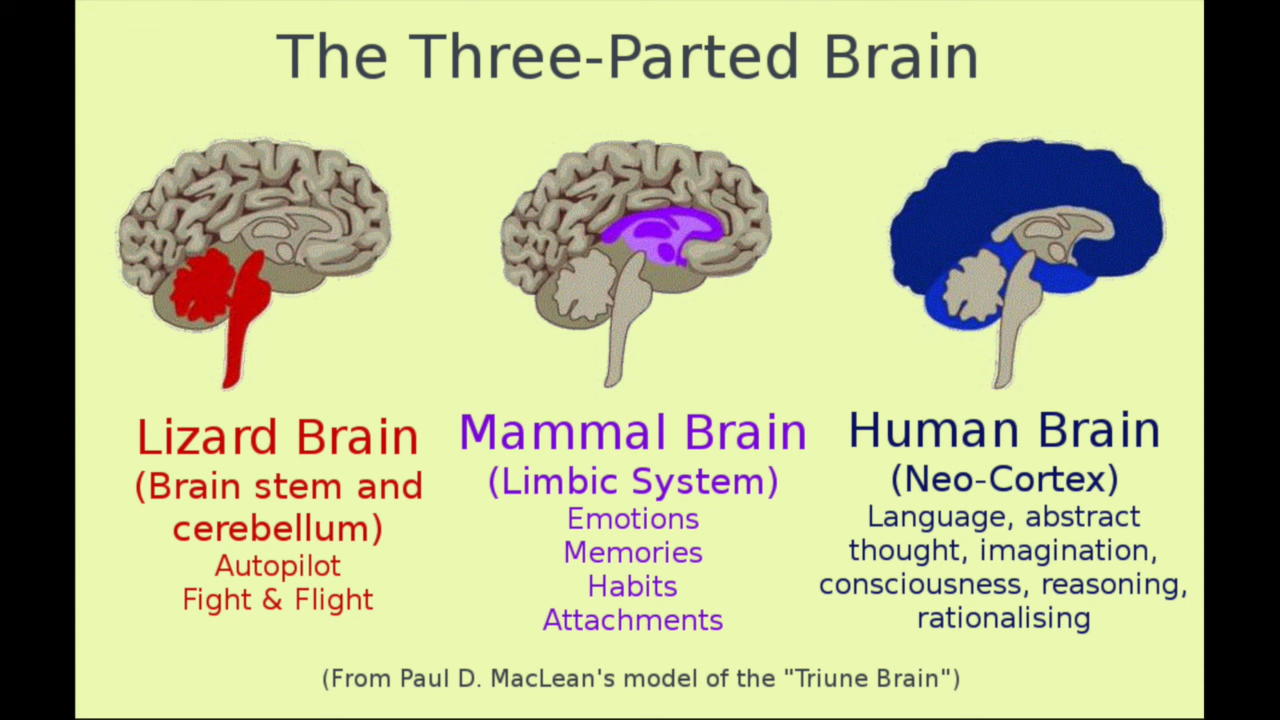 The Three-Parted Brain
Lizard Brain
(Brain stem and
cerebellum)
Autopilot
Fight & Flight
Mammal Brain
(Limbic System)
Emotions
Memories
Habits
Attachments
Human Brain
(Neo-Cortex)
Language, abstract
thought, imagination,
consciousness, reasoning,
rationalising
(From Paul D. MacLean's model of the "Triune Brain")